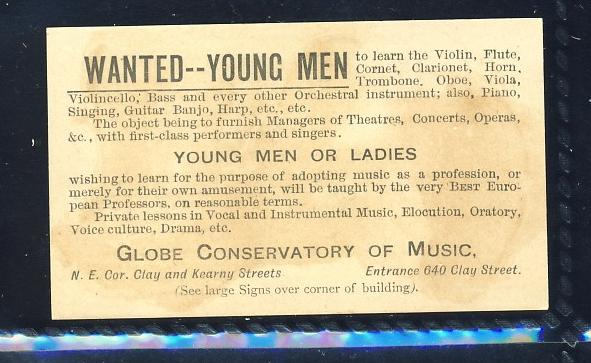 WANTED--YOUNG MEN to learn the Violin, Flute,
Cornet, Clarionet, Horn,
Trombone, Oboe, Viola,
Violincello, Bass and every other Orchestral instrument; also, Piano,
Singing, Guitar Banjo, Harp, etc., etc.
The object being to furnish Managers of Theatres, Concerts, Operas,
&c., with first-class performers and singers.
YOUNG MEN OR LADIES
wishing to learn for the purpose of adopting music as a profession, or
merely for their own amusement, will be taught by the very BEST Euro-
pean Professors, on reasonable terms.
Private lessons in Vocal and Instrumental Music, Elocution, Oratory,
Voice culture, Drama, etc.
GLOBE CONSERVATORY OF MUSIC,
N. E. Cor. Clay and Kearny Streets Entrance 640 Clay Street.
(See large Signs over corner of building).